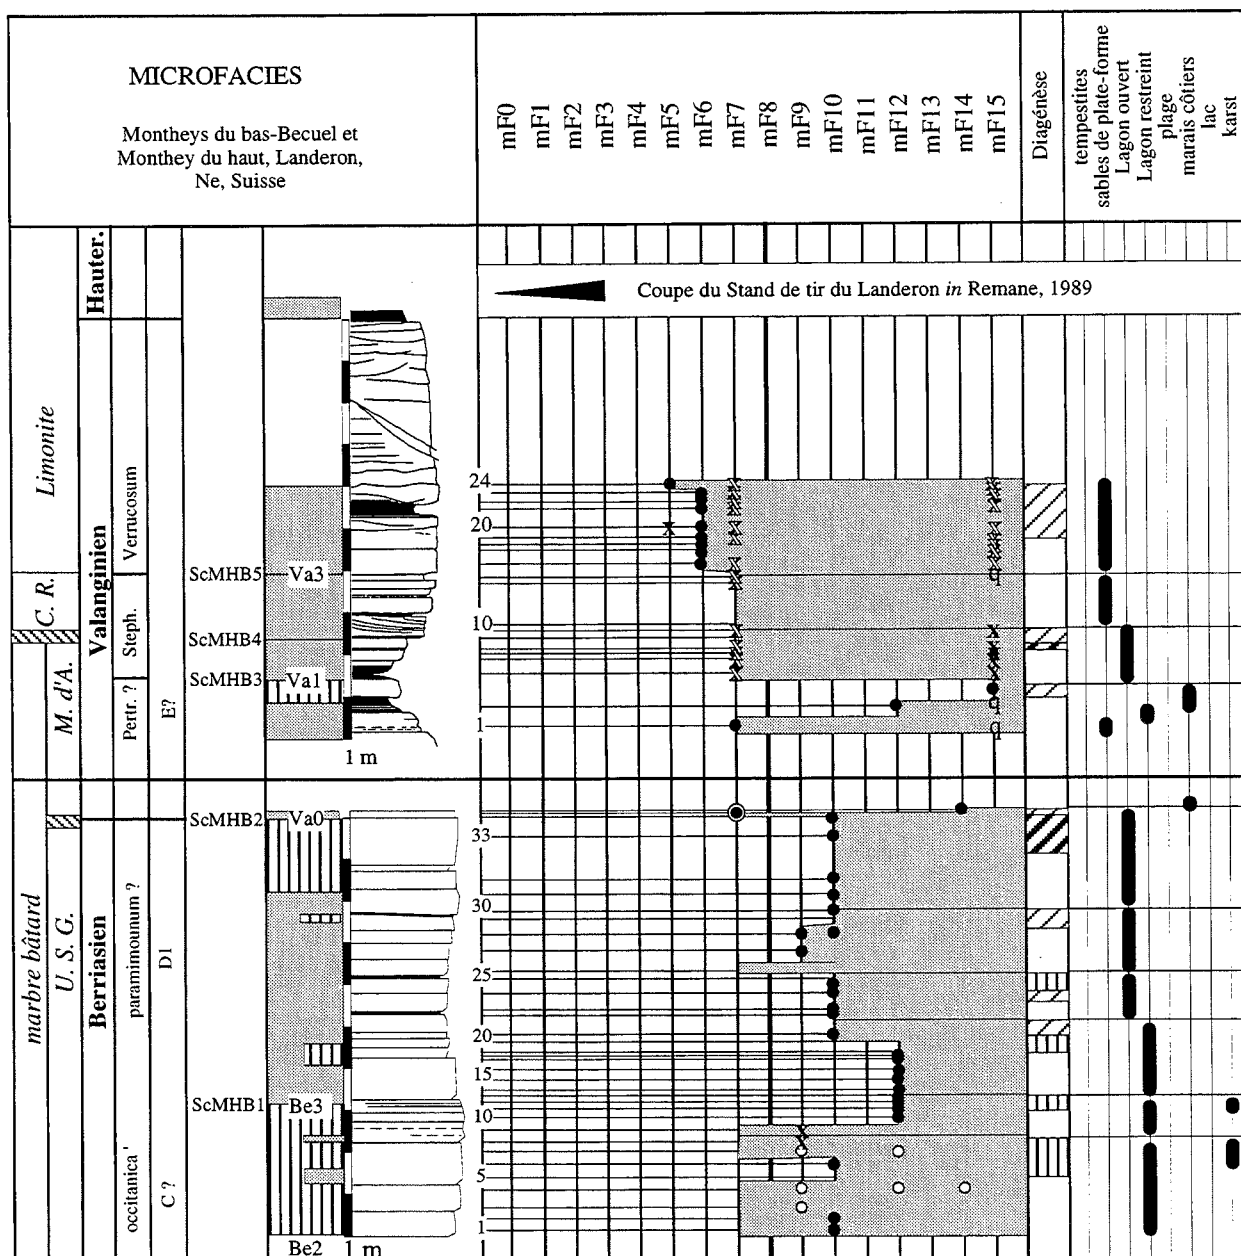 MICROFACIES
Montheys du bas-Becuel et
Monthey du haut, Landeron,
Ne, Suisse
mF0
mF1
mF2
mF3
mF4
mF5
mF6
mF7
mF8
mF9
mF10
mF11
mF12
mF13
mF14
mF15
Diagénèse
tempestites
sables de plate-forme
Lagon ouvert
Lagon restreint
plage
marais côtiers
lac
karst
Coupe du Stand de tir du Landeron in Remane, 1989
Hauter.
Limonite
Valanginien
Verrucosum
C. R.
Steph.
M. d'A.
Pertr. ?
E?
ScMHB5
Va3
ScMHB4
ScMHB3
Va1
1 m
24
1
20
10
1
q
q
q
marbre bâtard
U. S. G.
Berriasien
paramimounum ?
D1
occitanica'
C ?
ScMHB2
Va0
ScMHB1
Be3
Be2
1 m
33
30
25
20
15
10
5
1